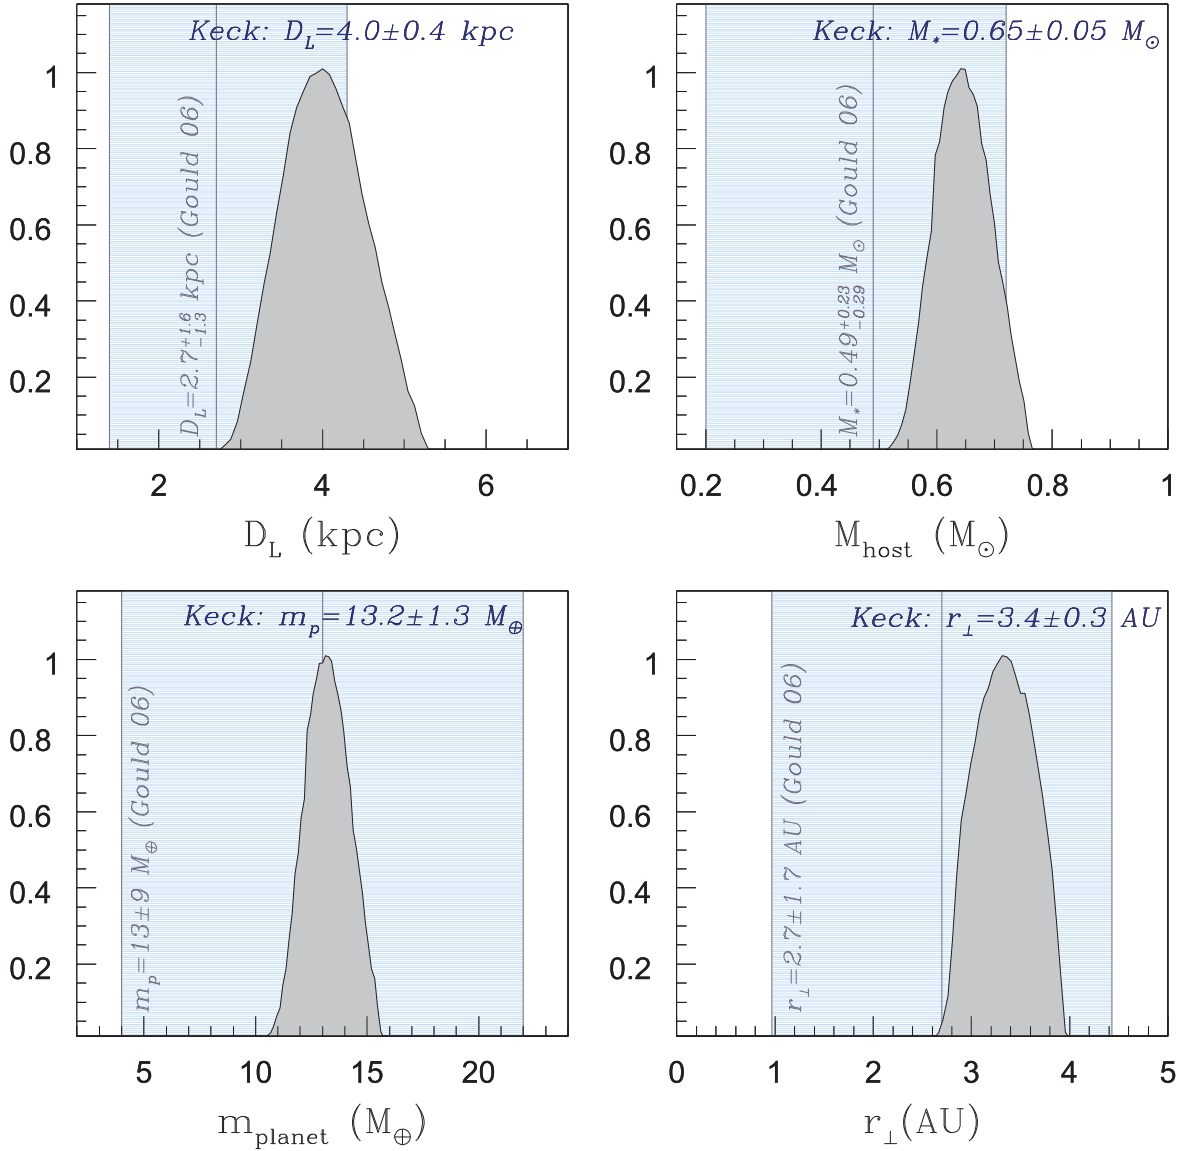 Keck: D_L=4.0±0.4 kpc
D_L=2.7^{+1.6}_{-1.3} kpc (Gould 06)
1
0.8
0.6
0.4
0.2
2 4 6
D_L (kpc)
Keck: M_*=0.65±0.05 M_⊙
M_*=0.49^{+0.23}_{-0.29} M_⊙ (Gould 06)
1
0.8
0.6
0.4
0.2
0.2 0.4 0.6 0.8 1
M_host (M_⊙)
Keck: m_p=13.2±1.3 M_⊕
m_p=13±9 M_⊕ (Gould 06)
1
0.8
0.6
0.4
0.2
5 10 15 20
m_planet (M_⊕)
Keck: r_⊥=3.4±0.3 AU
r_⊥=2.7±1.7 AU (Gould 06)
1
0.8
0.6
0.4
0.2
0 1 2 3 4 5
r_⊥(AU)